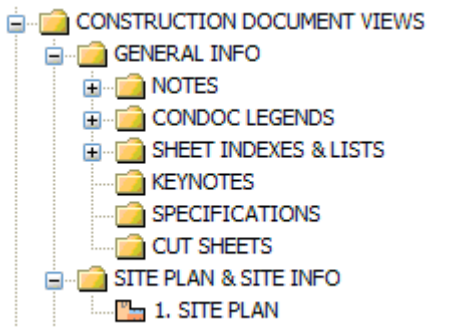 CONSTRUCTION DOCUMENT VIEWS
GENERAL INFO
NOTES
CONDOC LEGENDS
SHEET INDEXES & LISTS
KEYNOTES
SPECIFICATIONS
CUT SHEETS
SITE PLAN & SITE INFO
1. SITE PLAN